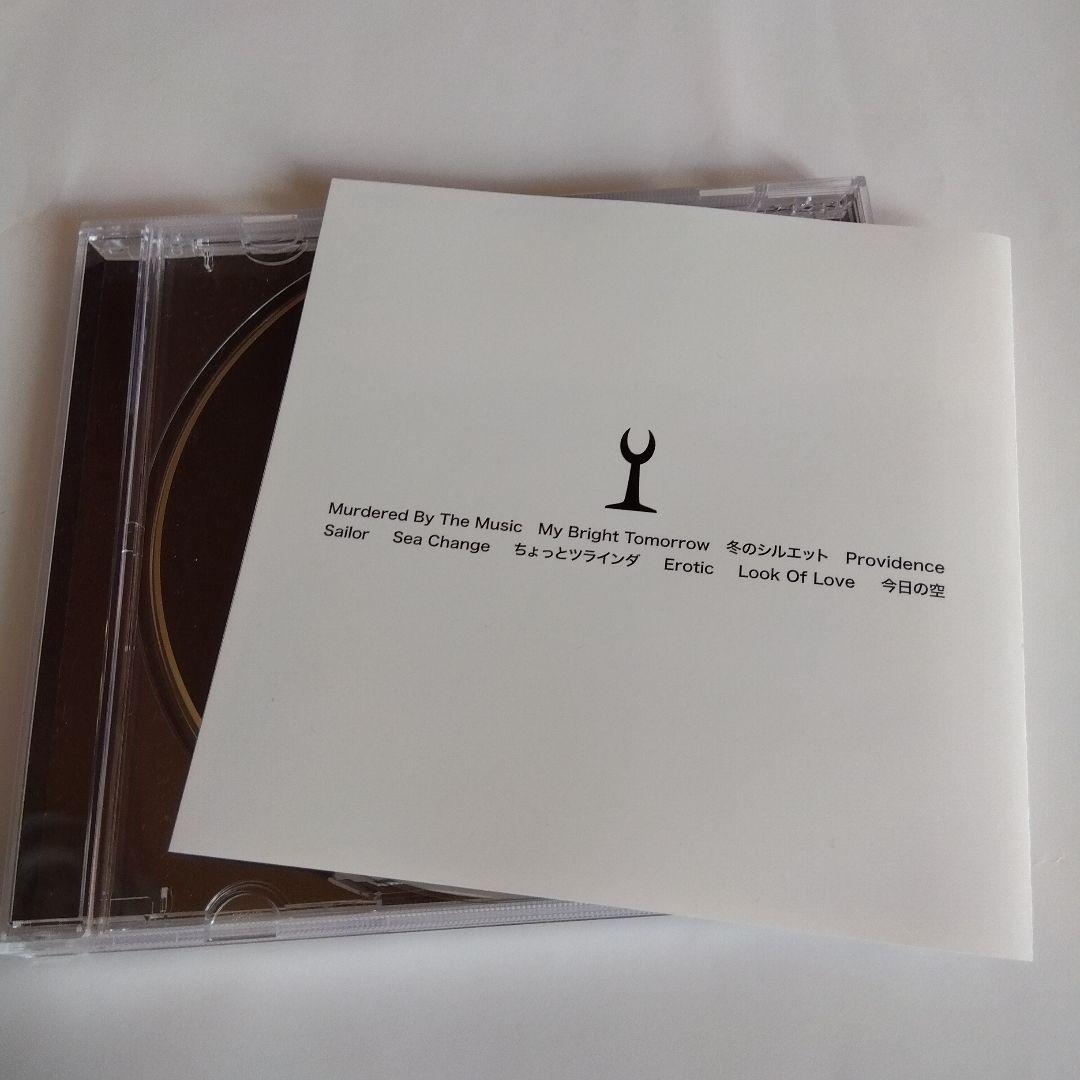 Murdered By The Music My Bright Tomorrow 冬のシルエット Providence
Sailor Sea Change ちょっとツラインダ Erotic Look Of Love 今日の空